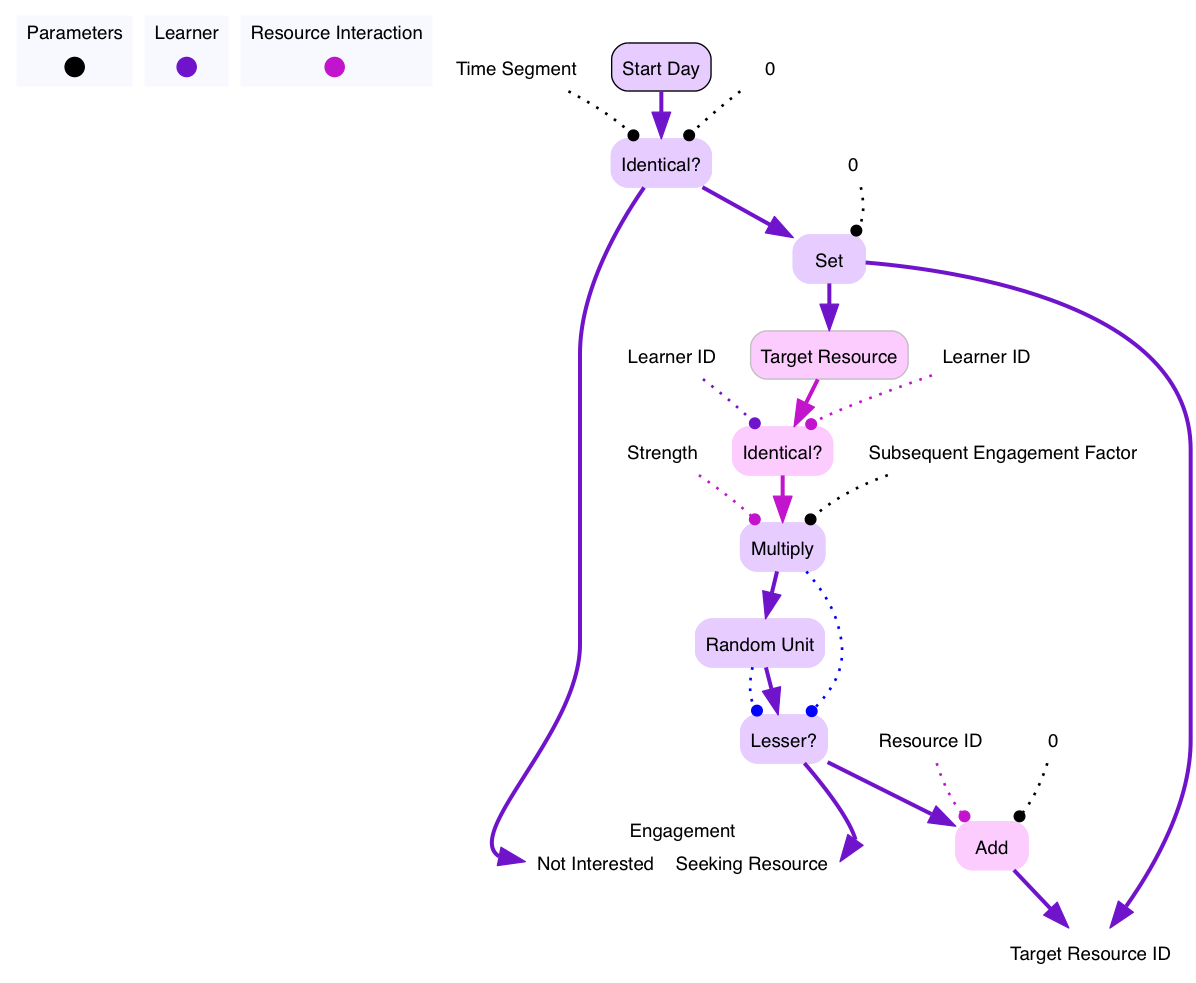 Parameters
Learner
Resource Interaction
Time Segment
Start Day
0
Identical?
0
Set
Learner ID
Target Resource
Learner ID
Strength
Identical?
Subsequent Engagement Factor
Multiply
Random Unit
Lesser?
Resource ID
0
Engagement
Add
Not Interested
Seeking Resource
Target Resource ID